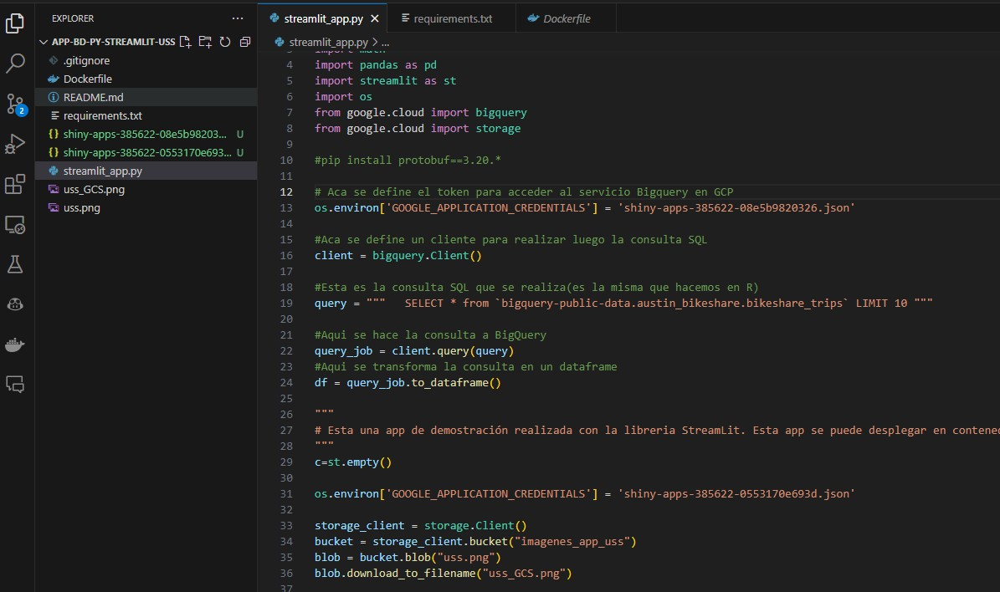 EXPLORER
APP-BD-PY-STREAMLIT-USS
.gitignore
Dockerfile
README.md
requirements.txt
shiny-apps-385622-08e5b98203... U
shiny-apps-385622-0553170e693... U
streamlit_app.py
uss_GCS.png
uss.png
2
streamlit_app.py
requirements.txt
Dockerfile
streamlit_app.py > ...
3 import math
4 import pandas as pd
5 import streamlit as st
6 import os
7 from google.cloud import bigquery
8 from google.cloud import storage
9
10 #pip install protobuf==3.20.*
11
12 # Aca se define el token para acceder al servicio Bigquery en GCP
13 os.environ['GOOGLE_APPLICATION_CREDENTIALS'] = 'shiny-apps-385622-08e5b9820326.json'
14
15 #Aca se define un cliente para realizar luego la consulta SQL
16 client = bigquery.Client()
17
18 #Esta es la consulta SQL que se realiza(es la misma que hacemos en R)
19 query = """   SELECT * from `bigquery-public-data.austin_bikeshare.bikeshare_trips` LIMIT 10 """
20
21 #Aqui se hace la consulta a BigQuery
22 query_job = client.query(query)
23 #Aqui se transforma la consulta en un dataframe
24 df = query_job.to_dataframe()
25
26 """
27 # Esta una app de demostración realizada con la libreria StreamLit. Esta app se puede desplegar en contened
28 """
29 c=st.empty()
30
31 os.environ['GOOGLE_APPLICATION_CREDENTIALS'] = 'shiny-apps-385622-0553170e693d.json'
32
33 storage_client = storage.Client()
34 bucket = storage_client.bucket("imagenes_app_uss")
35 blob = bucket.blob("uss.png")
36 blob.download_to_filename("uss_GCS.png")
37